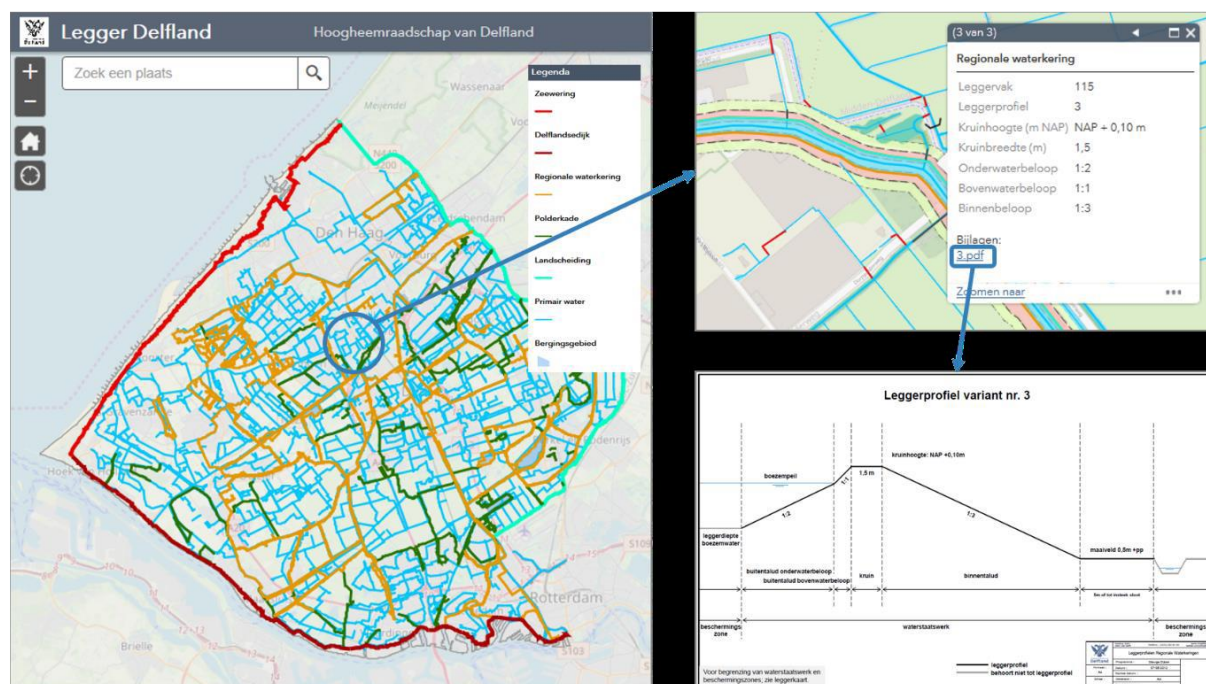 Legger Delfland
Hoogheemraadschap van Delfland
+
−
Zoek een plaats
Legenda
Zeewering
Delflandsedijk
Regionale waterkering
Polderkade
Landscheiding
Primair water
Bergingsgebied
Meijendel
Wassenaar
Den Haag
Rotterdam
Brielle
(3 van 3)
Regionale waterkering
Leggervak 115
Leggerprofiel 3
Kruinhoogte (m NAP) NAP + 0,10 m
Kruinbreedte (m) 1,5
Onderwaterbeloop 1:2
Bovenwaterbeloop 1:1
Binnenbeloop 1:3
Bijlagen:
3.pdf
Zoomen naar
Leggerprofiel variant nr. 3
kruinhoogte: NAP +0,10m
boezempeil
1,5 m
1:1
1:2
1:3
leggerdiepte
boezemwater
maaiveld 0,5m +pp
buitentalud onderwaterbeloop
buitentalud bovenwaterbeloop
kruin
binnentalud
beschermings
zone
waterstaatswerk
beschermings
zone
Voor begrenzing van waterstaatswerk en
beschermingszones; zie leggerkaart.
leggerprofiel
behoort niet tot leggerprofiel
Delfland
Leggerprofielen Regionale Waterkeringen